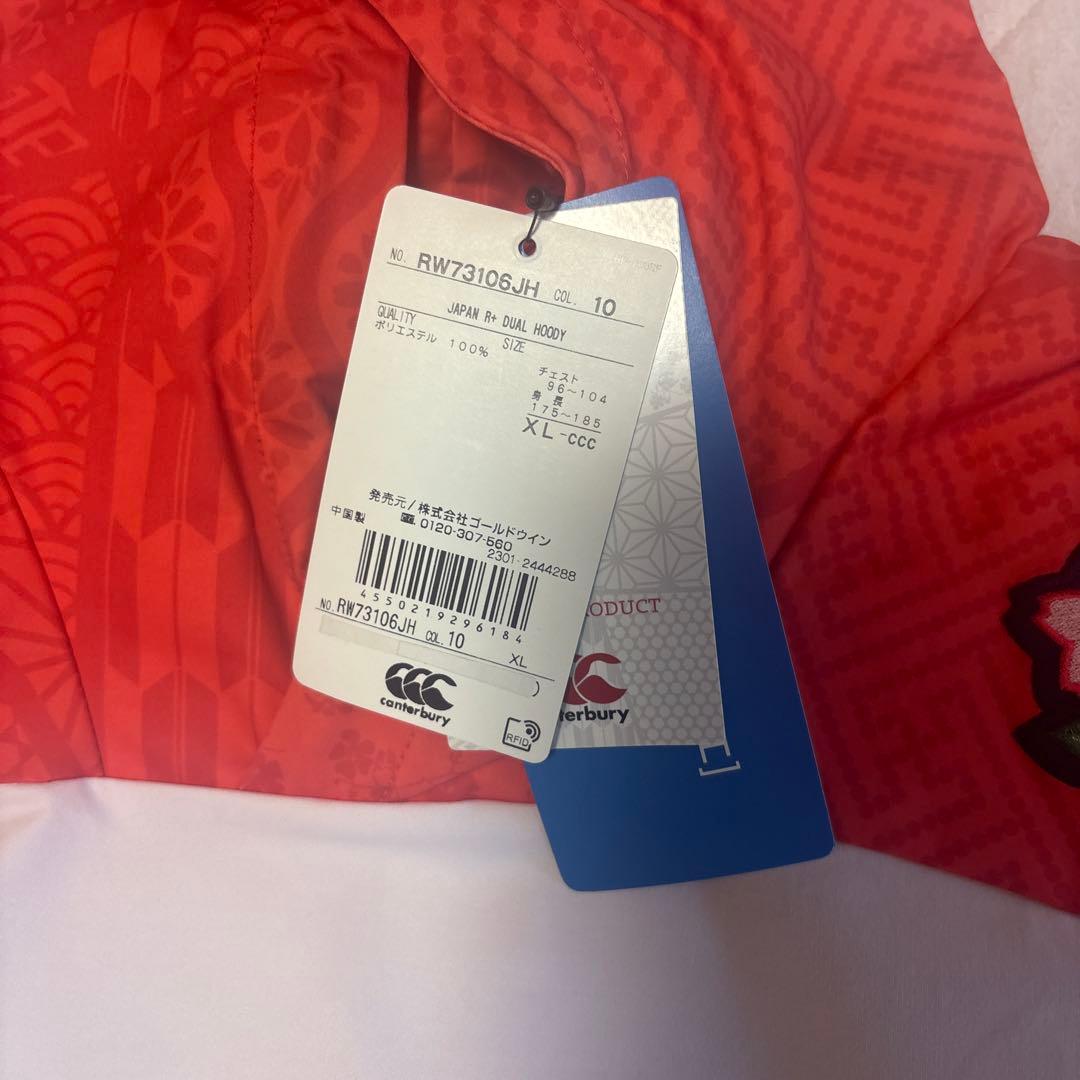 NO. RW73106JH COL. 10
JAPAN R+ DUAL HOODY
QUALITY SIZE
ポリエステル 100%
チェスト
96~104
身長
175~185
XL-CCC
発売元/株式会社ゴールドウイン
中国製 0120-307-560
2301-2444288
4550219296184
NO. RW73106JH COL. 10
XL
canterbury
RFID
RODUCT
terbury